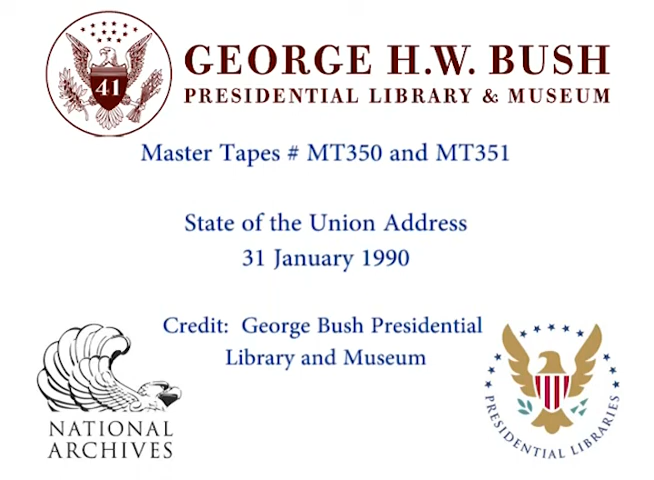 41
GEORGE H.W. BUSH
PRESIDENTIAL LIBRARY & MUSEUM
Master Tapes # MT350 and MT351
State of the Union Address
31 January 1990
Credit: George Bush Presidential
Library and Museum
NATIONAL
ARCHIVES
PRESIDENTIAL LIBRARIES